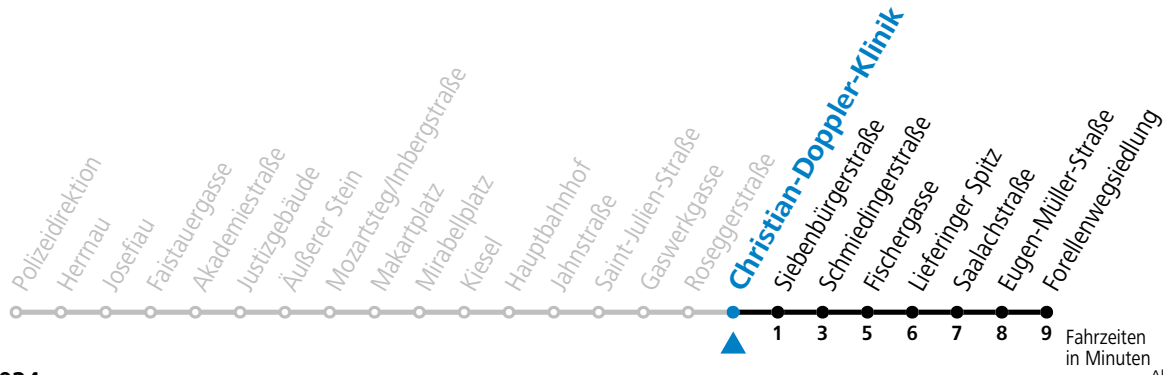 Polizeidirektion
Herrnau
Josefiau
Faistauergasse
Akademiestraße
Justizgebäude
Äußerer Stein
Mozartsteg/Imbergstraße
Makartplatz
Mirabellplatz
Kiesel
Hauptbahnhof
Jahnstraße
Saint-Julien-Straße
Gaswerkgasse
Roseggerstraße
Christian-Doppler-Klinik
Siebenbürgerstraße
Schmiedingerstraße
Fischergasse
Lieferinger Spitz
Saalachstraße
Eugen-Müller-Straße
Forellenwegsiedlung
1 3 5 6 7 8 9
Fahrzeiten
in Minuten